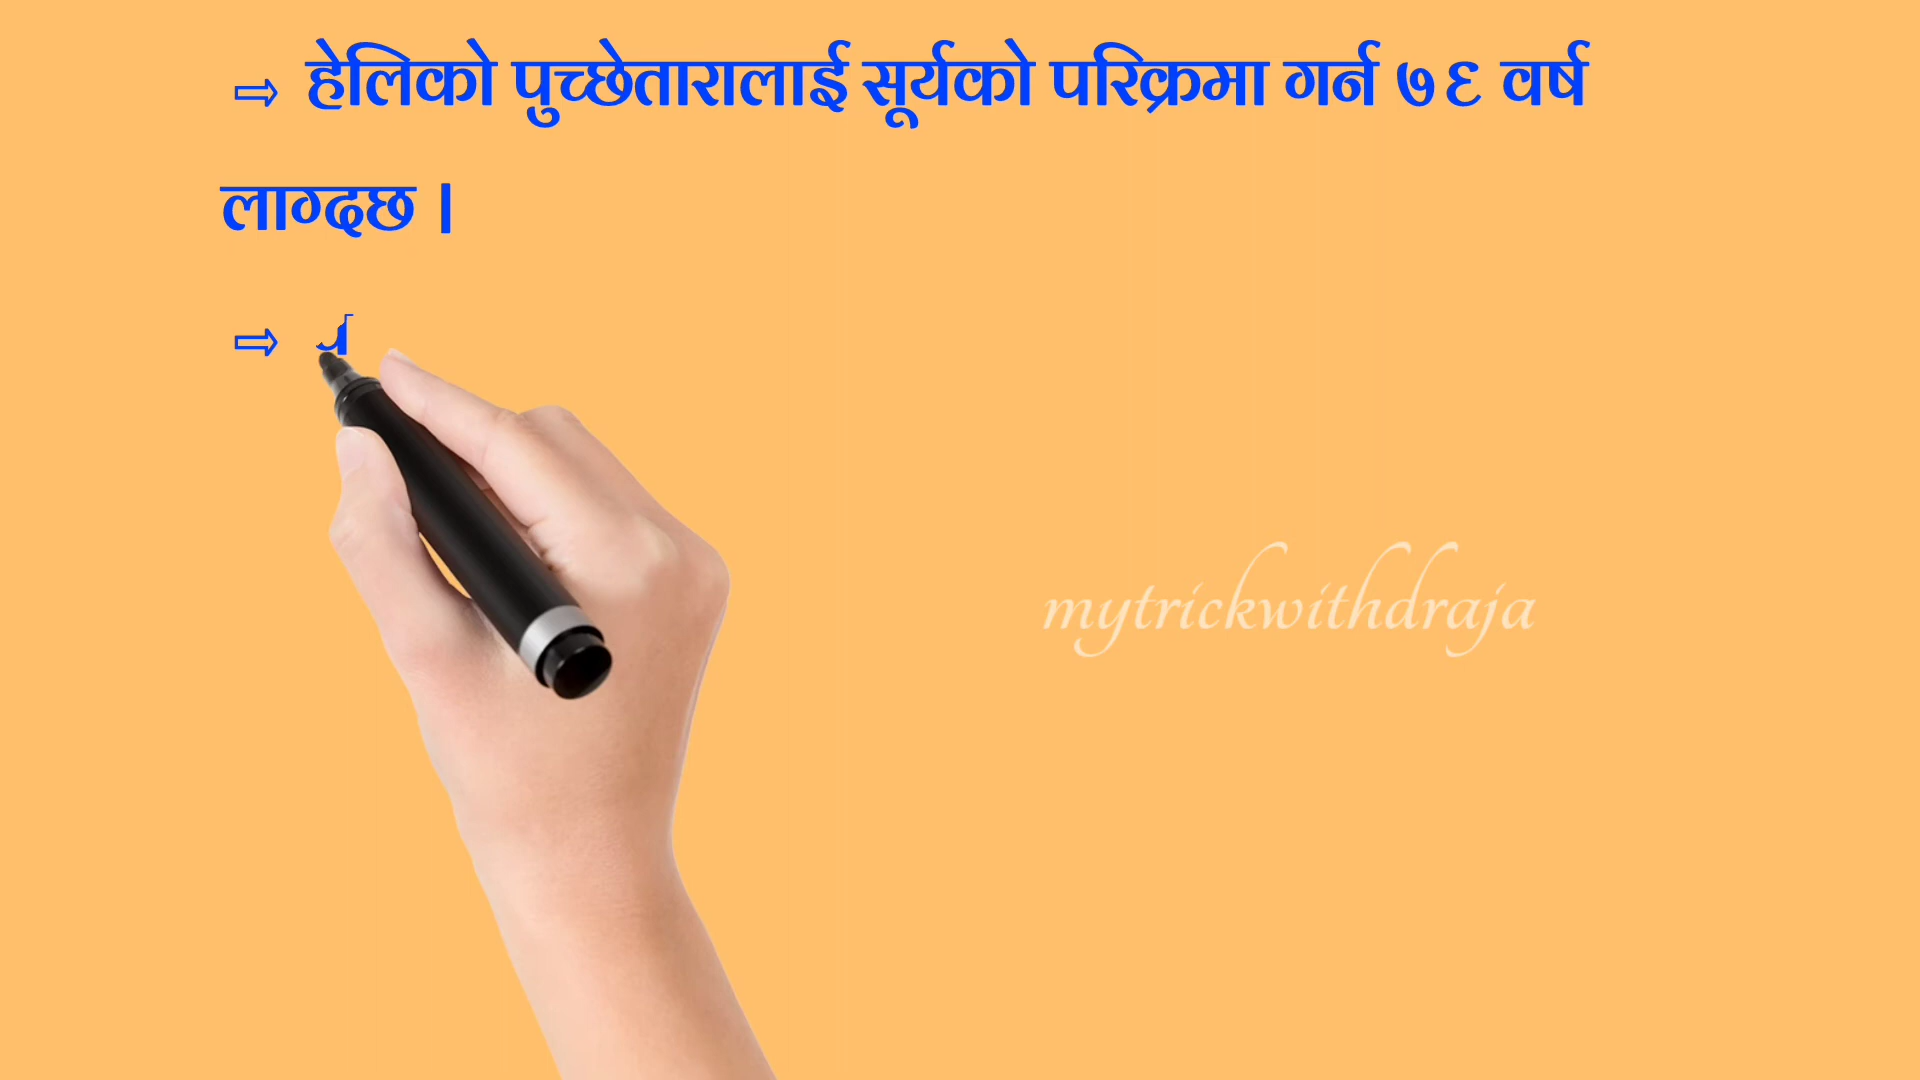 ⇨ हेलिको पुच्छेतारालाई सूर्यको परिक्रमा गर्न ७६ वर्ष
लाग्दछ ।
⇨
mytrickwithdraja